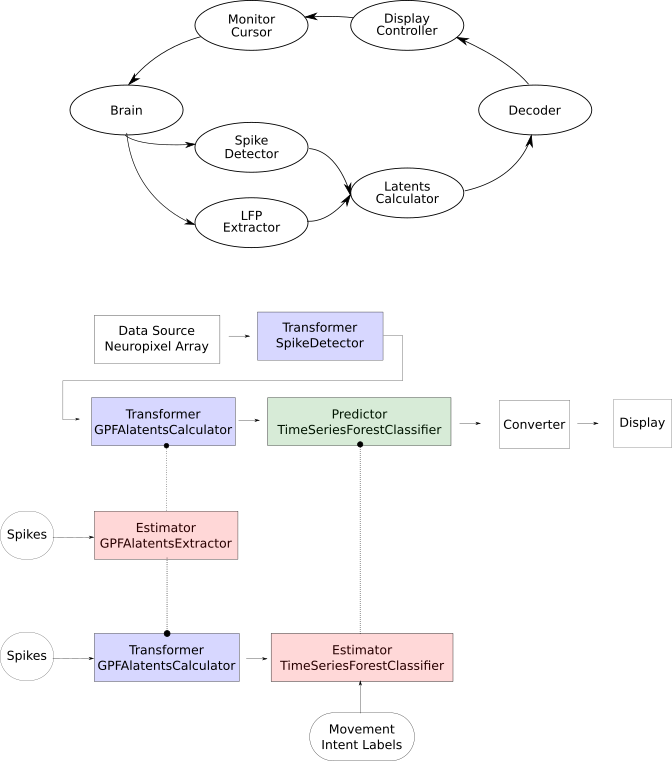 Monitor
Cursor
Display
Controller
Brain
Decoder
Spike
Detector
Latents
Calculator
LFP
Extractor
Data Source
Neuropixel Array
Transformer
SpikeDetector
Transformer
GPFAlatentsCalculator
Predictor
TimeSeriesForestClassifier
Converter
Display
Spikes
Estimator
GPFAlatentsExtractor
Spikes
Transformer
GPFAlatentsCalculator
Estimator
TimeSeriesForestClassifier
Movement
Intent Labels